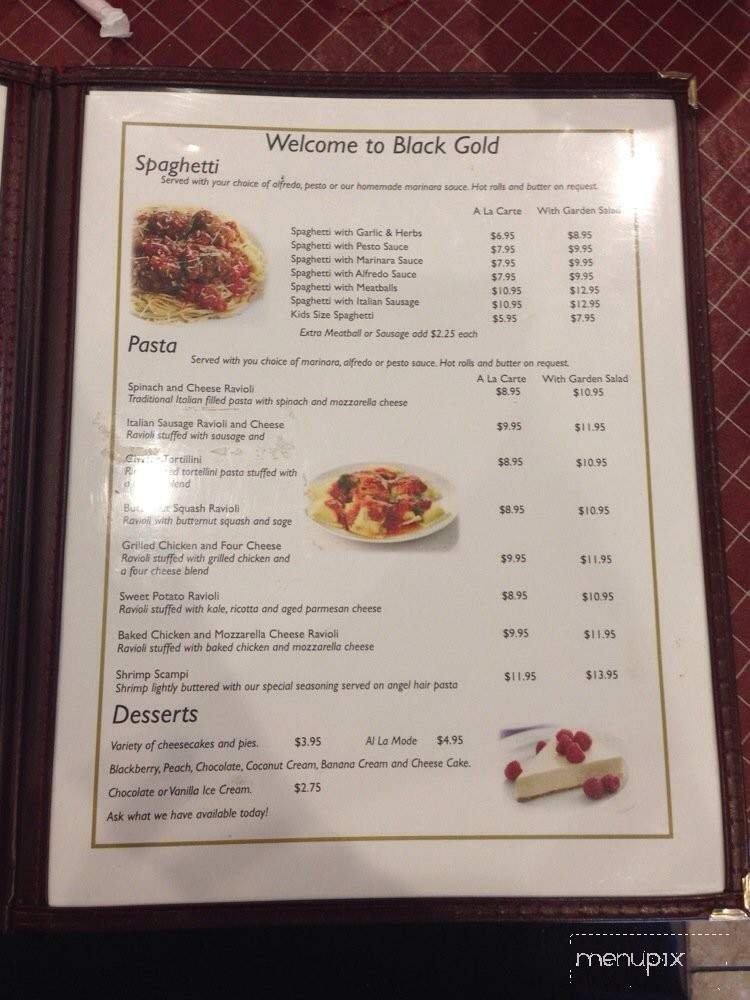 Welcome to Black Gold
Spaghetti
Served with your choice of alfredo, pesto or our homemade marinara sauce. Hot rolls and butter on request.
A La Carte With Garden Salad
Spaghetti with Garlic & Herbs $6.95 $8.95
Spaghetti with Pesto Sauce $7.95 $9.95
Spaghetti with Marinara Sauce $7.95 $9.95
Spaghetti with Alfredo Sauce $7.95 $9.95
Spaghetti with Meatballs $10.95 $12.95
Spaghetti with Italian Sausage $10.95 $12.95
Kids Size Spaghetti $5.95 $7.95
Extra Meatball or Sausage add $2.25 each
Pasta
Served with you choice of marinara, alfredo or pesto sauce. Hot rolls and butter on request.
A La Carte With Garden Salad
Spinach and Cheese Ravioli $8.95 $10.95
Traditional Italian filled pasta with spinach and mozzarella cheese
Italian Sausage Ravioli and Cheese $9.95 $11.95
Ravioli stuffed with sausage and
Tortillini $8.95 $10.95
tortellini pasta stuffed with
a blend
Butternut Squash Ravioli $8.95 $10.95
Ravioli with butternut squash and sage
Grilled Chicken and Four Cheese
Ravioli stuffed with grilled chicken and $9.95 $11.95
a four cheese blend
Sweet Potato Ravioli $8.95 $10.95
Ravioli stuffed with kale, ricotta and aged parmesan cheese
Baked Chicken and Mozzarella Cheese Ravioli $9.95 $11.95
Ravioli stuffed with baked chicken and mozzarella cheese
Shrimp Scampi $11.95 $13.95
Shrimp lightly buttered with our special seasoning served on angel hair pasta
Desserts
Variety of cheesecakes and pies. $3.95 Al La Mode $4.95
Blackberry, Peach, Chocolate, Coconut Cream, Banana Cream and Cheese Cake.
Chocolate or Vanilla Ice Cream. $2.75
Ask what we have available today!
menupix